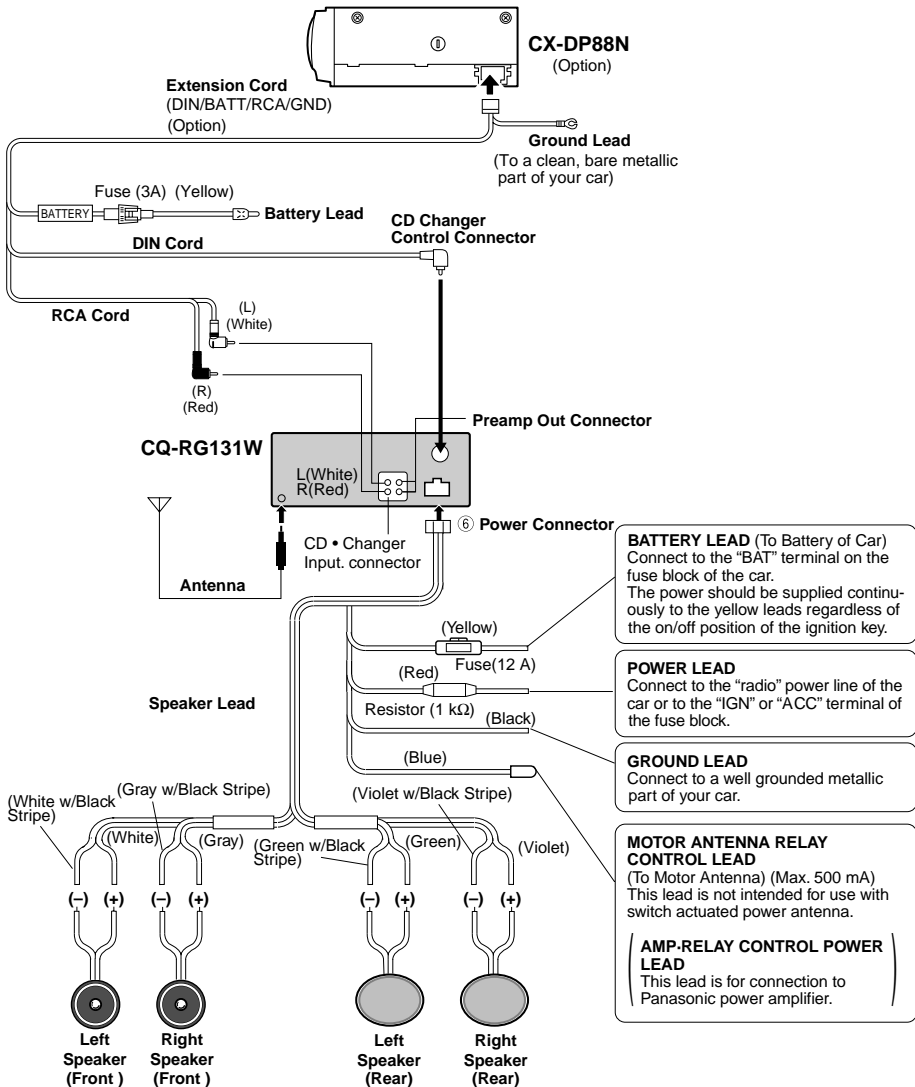 CX-DP88N
(Option)
Extension Cord
(DIN/BATT/RCA/GND)
(Option)
Ground Lead
(To a clean, bare metallic
part of your car)
Fuse (3A) (Yellow)
BATTERY
Battery Lead
CD Changer
Control Connector
DIN Cord
RCA Cord
(L)
(White)
(R)
(Red)
Preamp Out Connector
CQ-RG131W
L(White)
R(Red)
⑥ Power Connector
CD • Changer
Input. connector
Antenna
BATTERY LEAD (To Battery of Car)
Connect to the “BAT” terminal on the
fuse block of the car.
The power should be supplied continu-
ously to the yellow leads regardless of
the on/off position of the ignition key.
(Yellow)
Fuse(12 A)
POWER LEAD
Connect to the “radio” power line of the
car or to the “IGN” or “ACC” terminal of
the fuse block.
(Red)
Resistor (1 kΩ)
Speaker Lead
(Black)
GROUND LEAD
Connect to a well grounded metallic
part of your car.
(Blue)
MOTOR ANTENNA RELAY
CONTROL LEAD
(To Motor Antenna) (Max. 500 mA)
This lead is not intended for use with
switch actuated power antenna.
AMP·RELAY CONTROL POWER
LEAD
This lead is for connection to
Panasonic power amplifier.
(White w/Black
Stripe)
(Gray w/Black Stripe)
(White)
(Gray)
(Green w/Black
Stripe)
(Violet w/Black Stripe)
(Green)
(Violet)
(–) (+) (–) (+) (–) (+) (–) (+)
Left
Speaker
(Front )
Right
Speaker
(Front )
Left
Speaker
(Rear)
Right
Speaker
(Rear)